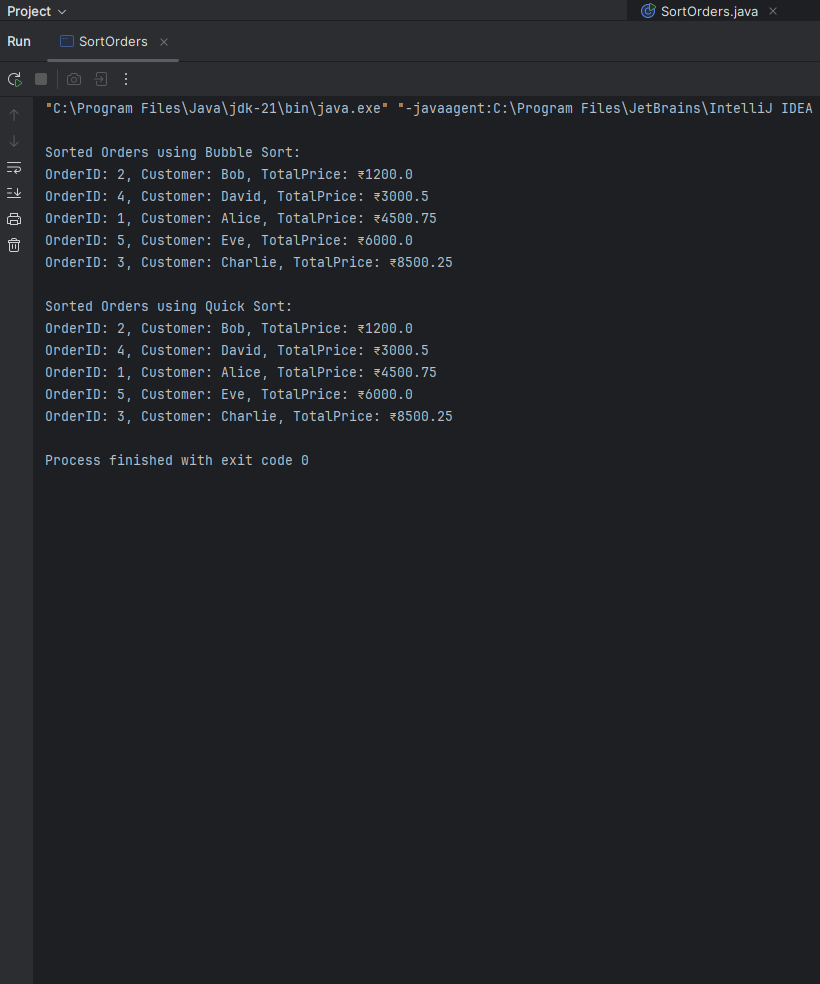 Project
SortOrders.java
Run
SortOrders
"C:\Program Files\Java\jdk-21\bin\java.exe" "-javaagent:C:\Program Files\JetBrains\IntelliJ IDEA
Sorted Orders using Bubble Sort:
OrderID: 2, Customer: Bob, TotalPrice: ₹1200.0
OrderID: 4, Customer: David, TotalPrice: ₹3000.5
OrderID: 1, Customer: Alice, TotalPrice: ₹4500.75
OrderID: 5, Customer: Eve, TotalPrice: ₹6000.0
OrderID: 3, Customer: Charlie, TotalPrice: ₹8500.25
Sorted Orders using Quick Sort:
OrderID: 2, Customer: Bob, TotalPrice: ₹1200.0
OrderID: 4, Customer: David, TotalPrice: ₹3000.5
OrderID: 1, Customer: Alice, TotalPrice: ₹4500.75
OrderID: 5, Customer: Eve, TotalPrice: ₹6000.0
OrderID: 3, Customer: Charlie, TotalPrice: ₹8500.25
Process finished with exit code 0